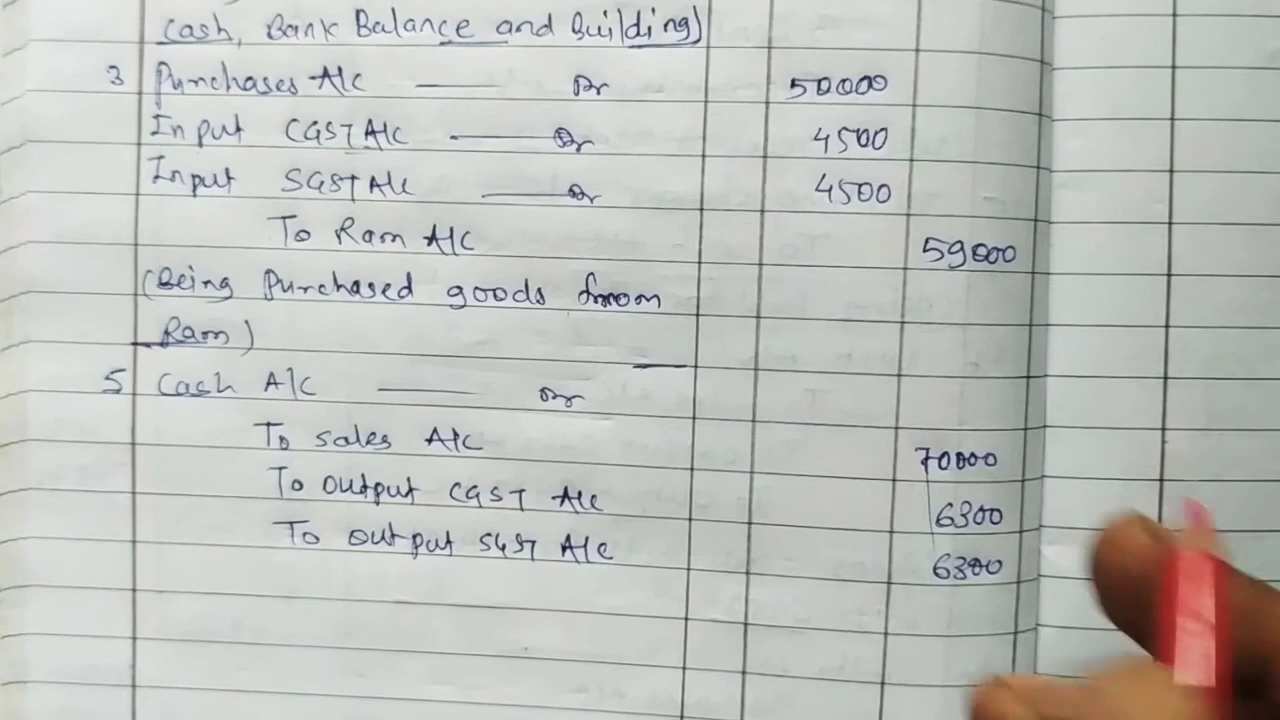 Cash, Bank Balance and Building)
3 Purchases A/c —— Dr 50000
Input CGST A/c —— Dr 4500
Input SGST A/c —— Dr 4500
To Ram A/c 59000
(Being Purchased goods from
Ram)
5 Cash A/c —— Dr
To sales A/c 70000
To output CGST A/c 6300
To output SGST A/c 6300